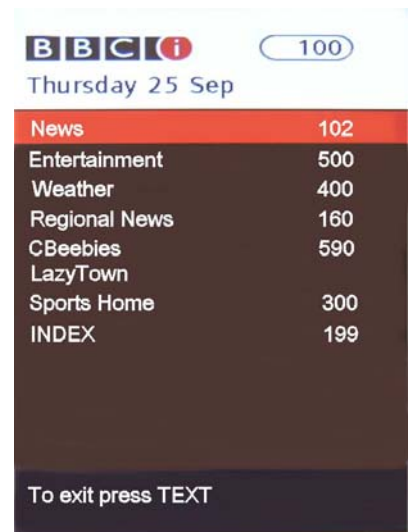 BBCi 100
Thursday 25 Sep
News 102
Entertainment 500
Weather 400
Regional News 160
CBeebies 590
LazyTown
Sports Home 300
INDEX 199
To exit press TEXT